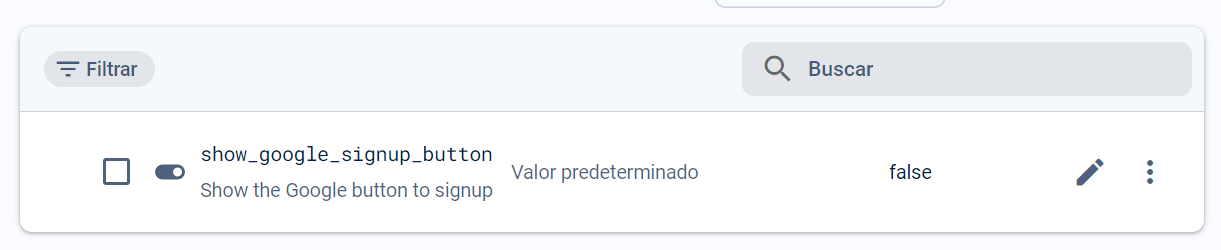 Filtrar
Buscar
show_google_signup_button
Show the Google button to signup
Valor predeterminado
false